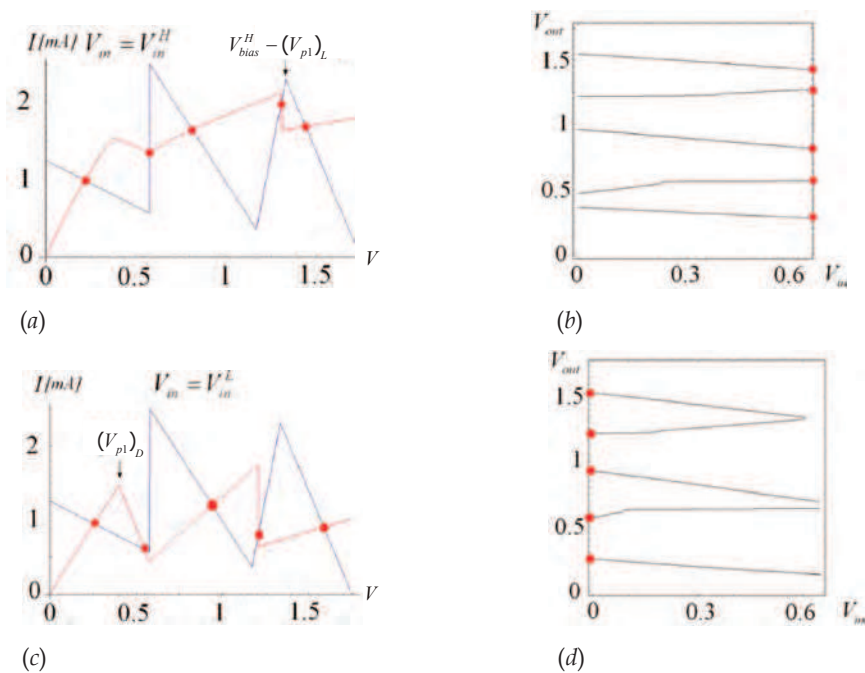 I[mA] V_in = V_in^H
V_bias^H – (V_p1)_L
2
1
0
0 0.5 1 1.5 V
(a)
V_out
1.5
1
0.5
0
0 0.3 0.6 V_in
(b)
I[mA] V_in = V_in^L
(V_p1)_D
2
1
0
0 0.5 1 1.5 V
(c)
V_out
1.5
1
0.5
0
0 0.3 0.6 V_in
(d)